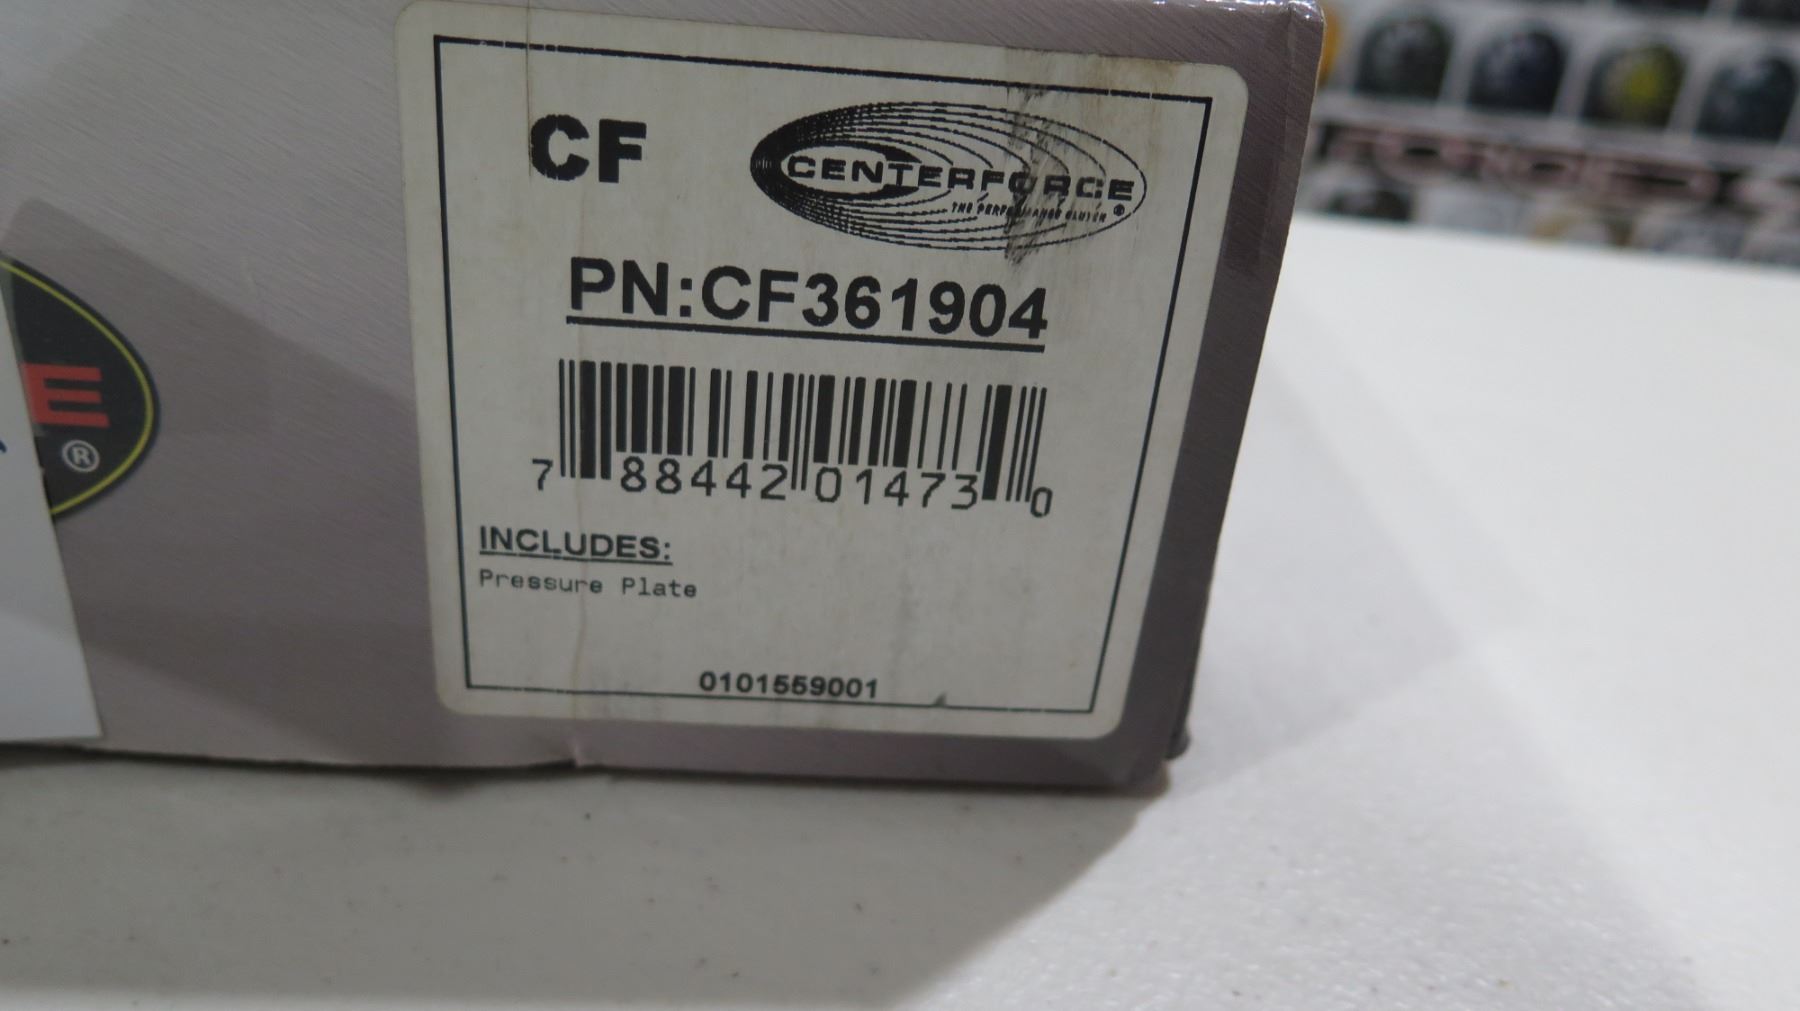 CF
CENTERFORCE
THE PERFORMANCE CLUTCH ®
PN:CF361904
7 88442 01473 0
INCLUDES:
Pressure Plate
0101559001
E
®